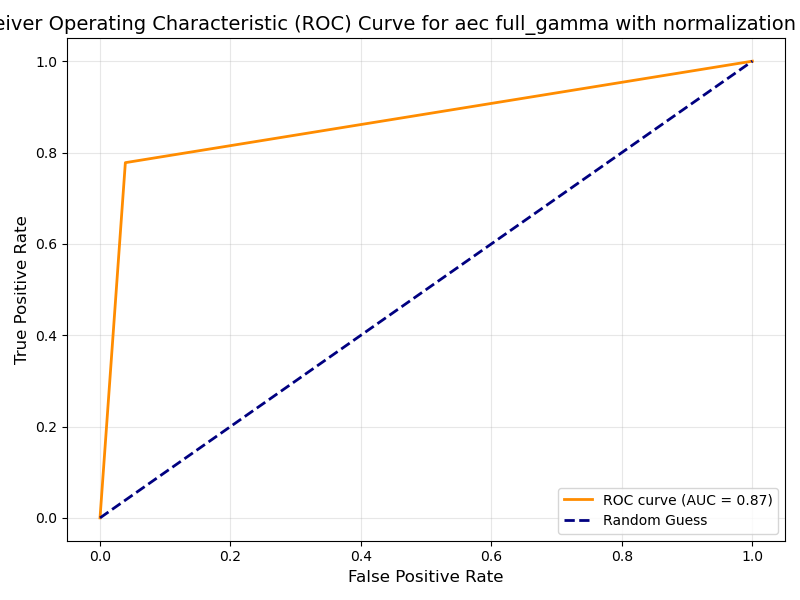 eiver Operating Characteristic (ROC) Curve for aec full_gamma with normalization
1.0
0.8
0.6
0.4
0.2
0.0
True Positive Rate
0.0 0.2 0.4 0.6 0.8 1.0
False Positive Rate
ROC curve (AUC = 0.87)
Random Guess